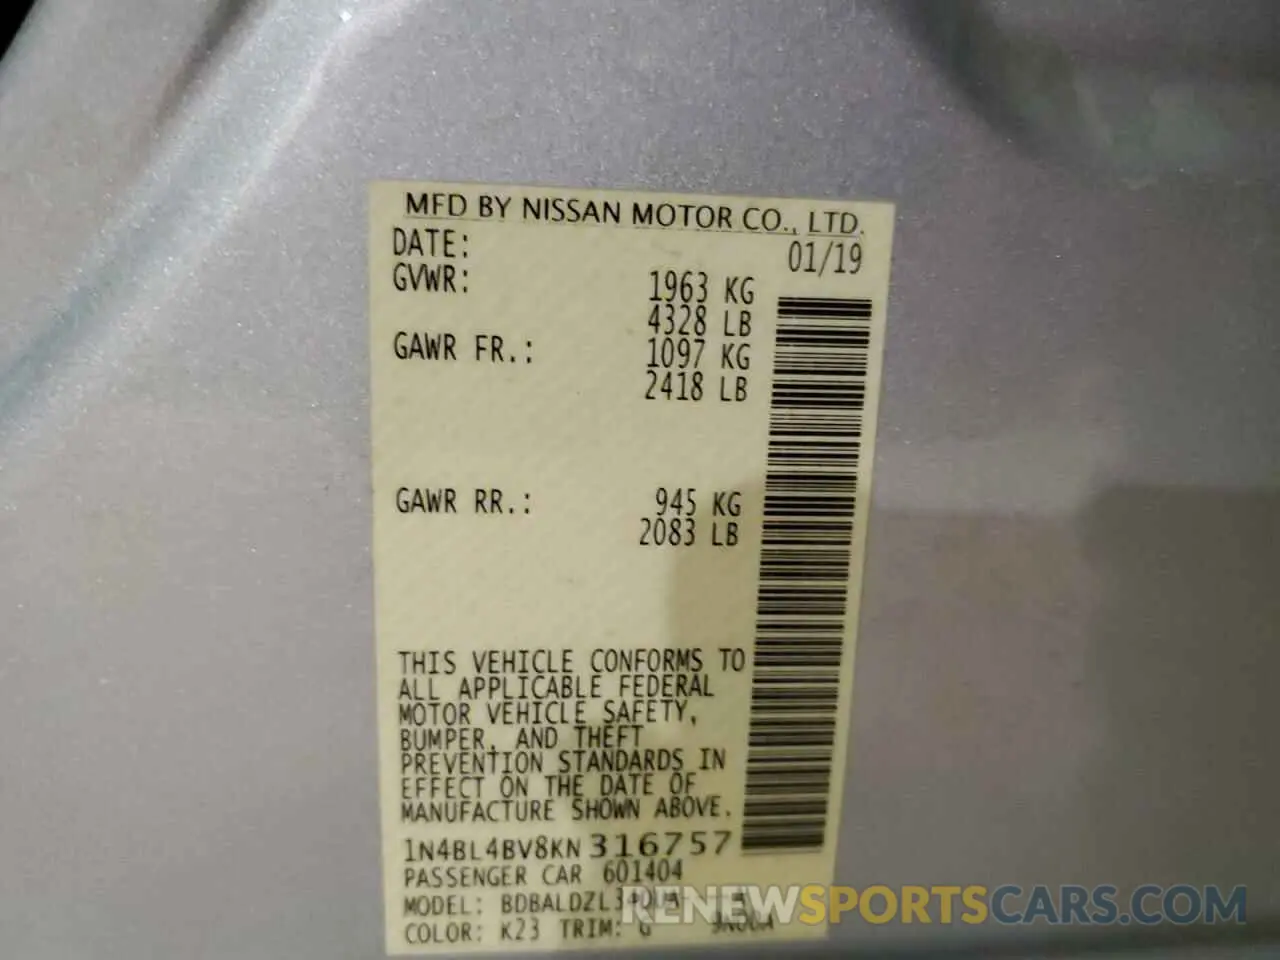 MFD BY NISSAN MOTOR CO., LTD.
DATE: 01/19
GVWR: 1963 KG
4328 LB
GAWR FR.: 1097 KG
2418 LB
GAWR RR.: 945 KG
2083 LB
THIS VEHICLE CONFORMS TO
ALL APPLICABLE FEDERAL
MOTOR VEHICLE SAFETY,
BUMPER, AND THEFT
PREVENTION STANDARDS IN
EFFECT ON THE DATE OF
MANUFACTURE SHOWN ABOVE.
1N4BL4BV8KN316757
PASSENGER CAR 601404
MODEL:
COLOR: K23 TRIM: G
RENEWSPORTSCARS.COM